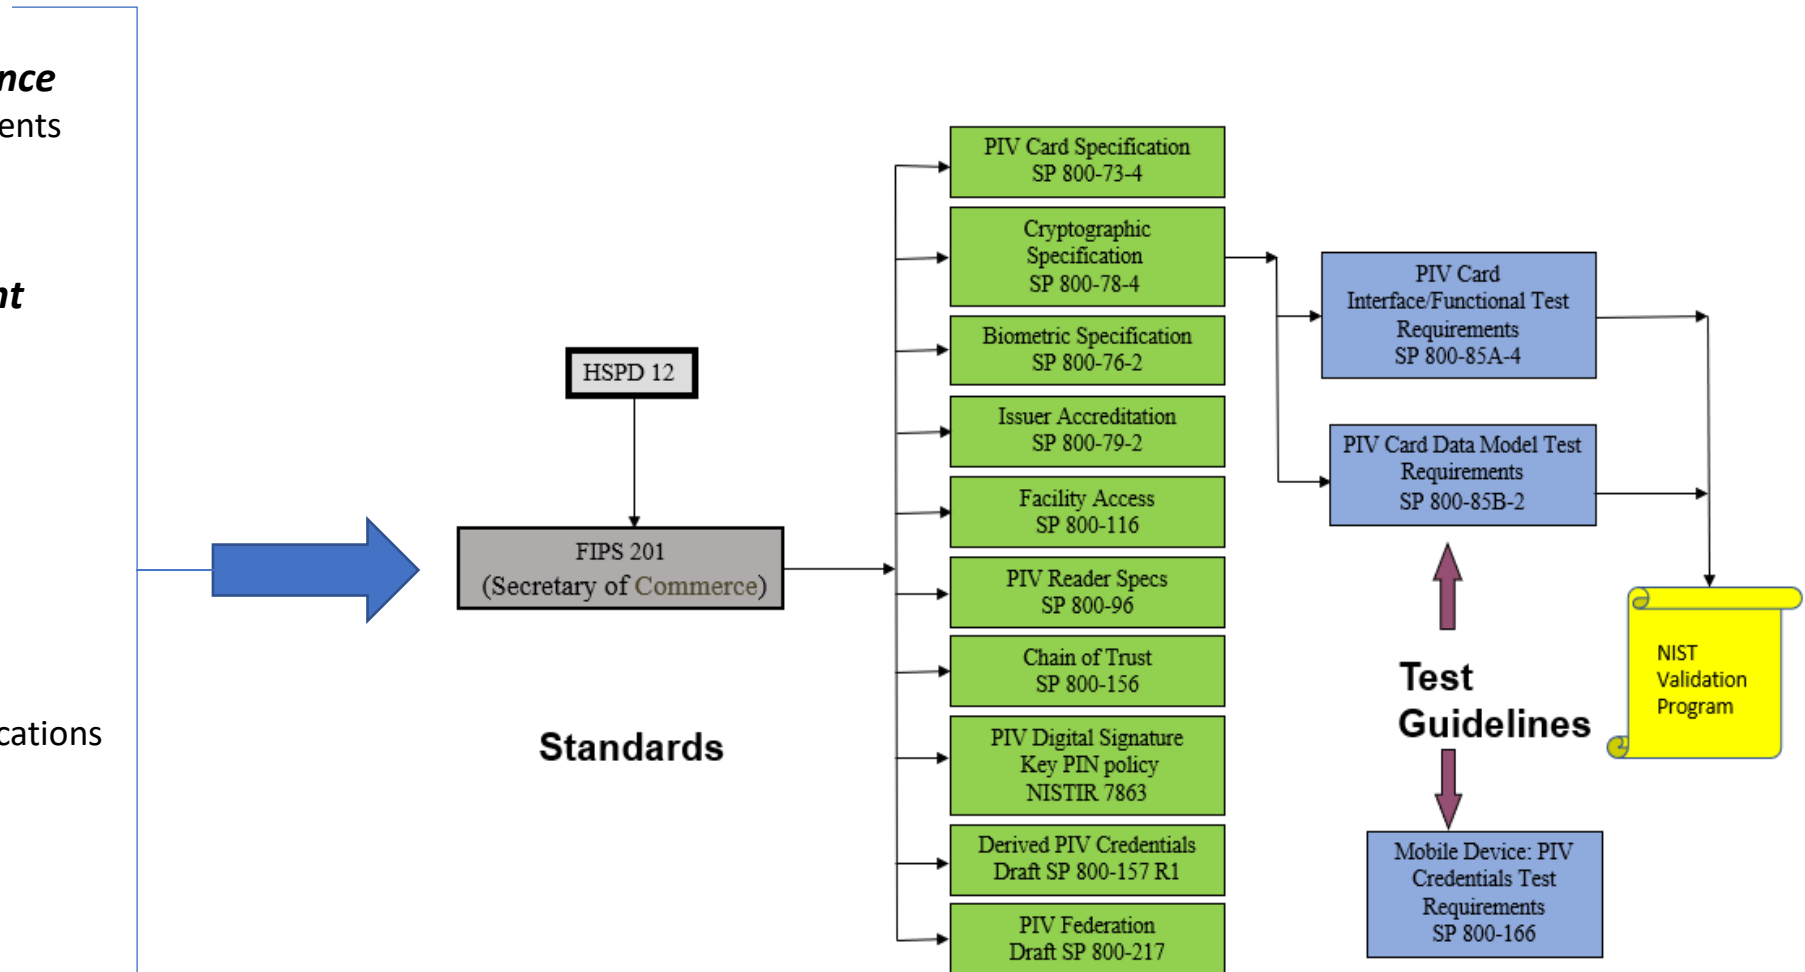 nce
ents
nt
cations
HSPD 12
FIPS 201
(Secretary of Commerce)
Standards
PIV Card Specification
SP 800-73-4
Cryptographic
Specification
SP 800-78-4
Biometric Specification
SP 800-76-2
Issuer Accreditation
SP 800-79-2
Facility Access
SP 800-116
PIV Reader Specs
SP 800-96
Chain of Trust
SP 800-156
PIV Digital Signature
Key PIN policy
NISTIR 7863
Derived PIV Credentials
Draft SP 800-157 R1
PIV Federation
Draft SP 800-217
PIV Card
Interface/Functional Test
Requirements
SP 800-85A-4
PIV Card Data Model Test
Requirements
SP 800-85B-2
Test
Guidelines
Mobile Device: PIV
Credentials Test
Requirements
SP 800-166
NIST
Validation
Program